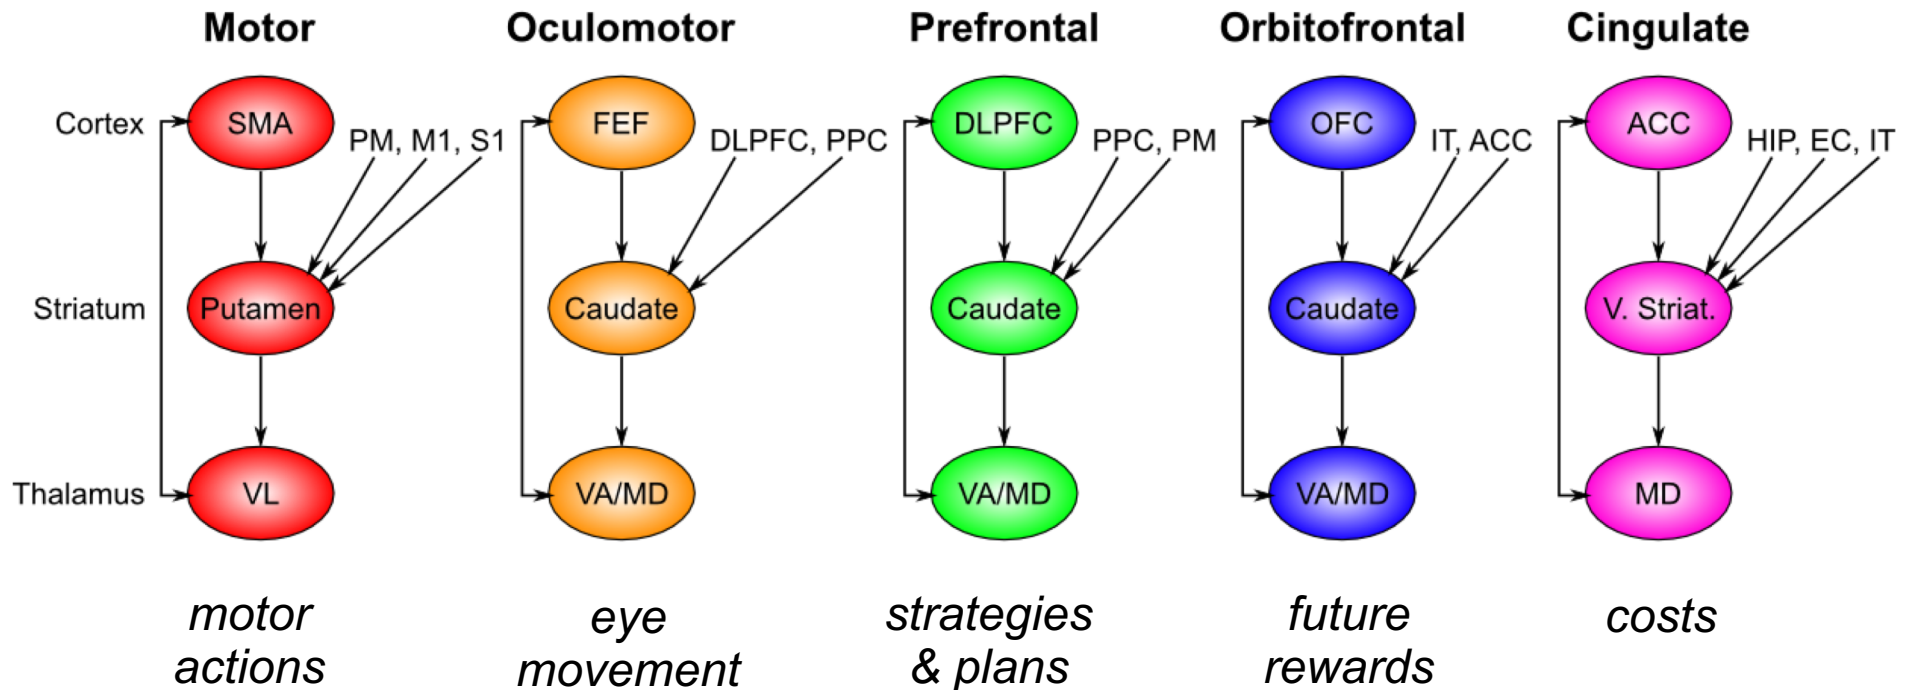 Motor Oculomotor Prefrontal Orbitofrontal Cingulate
Cortex SMA FEF DLPFC OFC ACC
PM, M1, S1 DLPFC, PPC PPC, PM IT, ACC HIP, EC, IT
Striatum Putamen Caudate Caudate Caudate V. Striat.
Thalamus VL VA/MD VA/MD VA/MD MD
motor eye strategies future costs
actions movement & plans rewards